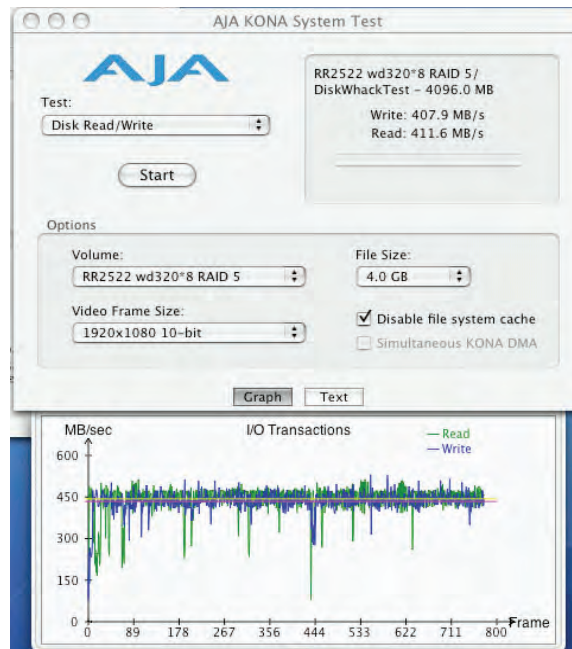 AJA KONA System Test
AJA
Test:
Disk Read/Write
Start
RR2522 wd320*8 RAID 5/
DiskWhackTest - 4096.0 MB
Write: 407.9 MB/s
Read: 411.6 MB/s
Options
Volume:
RR2522 wd320*8 RAID 5
File Size:
4.0 GB
Video Frame Size:
1920x1080 10-bit
Disable file system cache
Simultaneous KONA DMA
Graph
Text
MB/sec
I/O Transactions
Read
Write
600
450
300
150
0
0 89 178 267 356 444 533 622 711 800
Frame